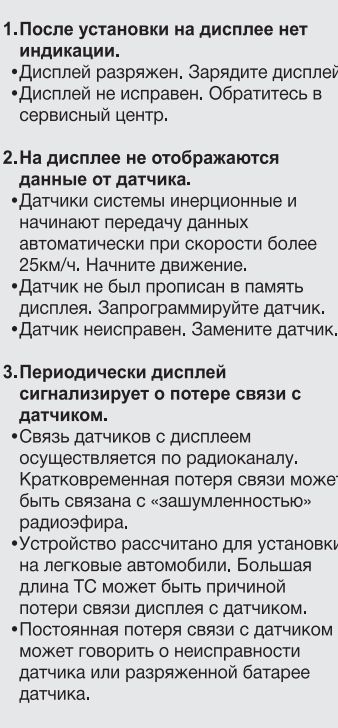 1.После установки на дисплее нет
индикации.
•Дисплей разряжен. Зарядите дисплей
•Дисплей не исправен. Обратитесь в
сервисный центр.
2.На дисплее не отображаются
данные от датчика.
•Датчики системы инерционные и
начинают передачу данных
автоматически при скорости более
25км/ч. Начните движение.
•Датчик не был прописан в память
дисплея. Запрограммируйте датчик.
•Датчик неисправен. Замените датчик.
3.Периодически дисплей
сигнализирует о потере связи с
датчиком.
•Связь датчиков с дисплеем
осуществляется по радиоканалу.
Кратковременная потеря связи может
быть связана с «зашумленностью»
радиоэфира.
•Устройство рассчитано для установки
на легковые автомобили. Большая
длина ТС может быть причиной
потери связи дисплея с датчиком.
•Постоянная потеря связи с датчиком
может говорить о неисправности
датчика или разряженной батарее
датчика.